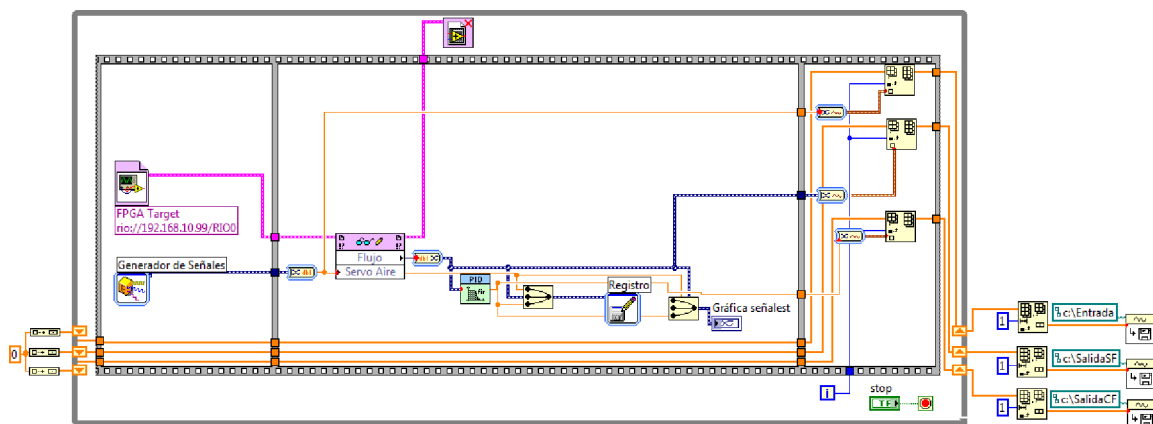 FPGA Target
rio://192.168.10.99/RIO0
Generador de Señales
Flujo
Servo Aire
PID
fir
Registro
Gráfica señalest
0
i
stop
TF
1
c:\Entrada
1
c:\SalidaSF
1
c:\SalidaCF